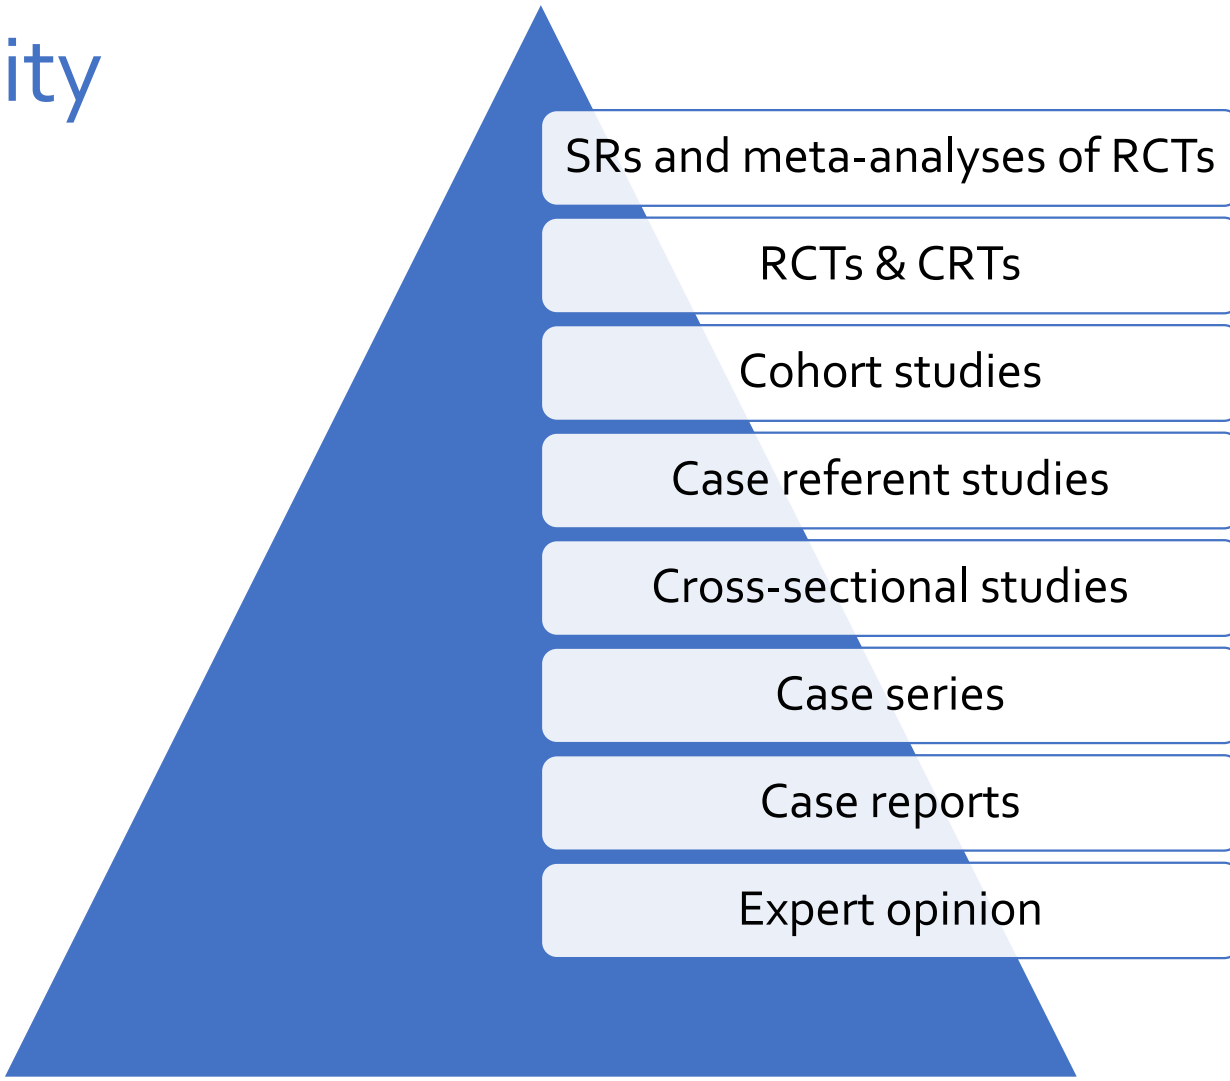 ity
SRs and meta-analyses of RCTs
RCTs & CRTs
Cohort studies
Case referent studies
Cross-sectional studies
Case series
Case reports
Expert opinion